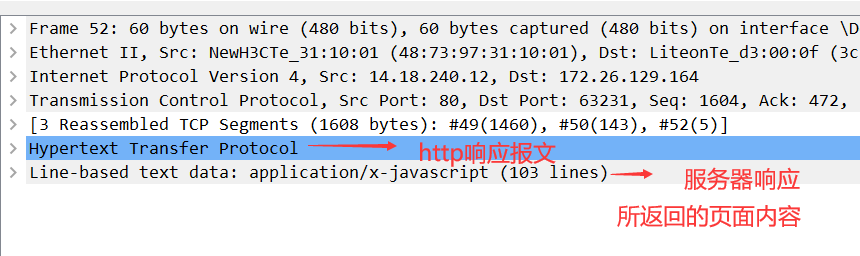 Frame 52: 60 bytes on wire (480 bits), 60 bytes captured (480 bits) on interface \D
Ethernet II, Src: NewH3CTe_31:10:01 (48:73:97:31:10:01), Dst: LiteonTe_d3:00:0f (3c
Internet Protocol Version 4, Src: 14.18.240.12, Dst: 172.26.129.164
Transmission Control Protocol, Src Port: 80, Dst Port: 63231, Seq: 1604, Ack: 472,
[3 Reassembled TCP Segments (1608 bytes): #49(1460), #50(143), #52(5)]
Hypertext Transfer Protocol http响应报文
Line-based text data: application/x-javascript (103 lines) 服务器响应
所返回的页面内容